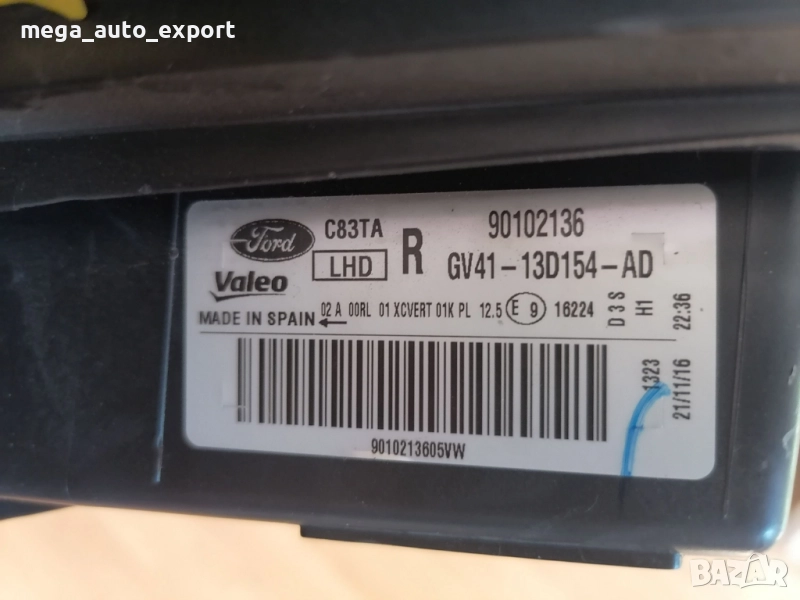 mega_auto_export
Ford
C83TA
R
90102136
LHD
GV41-13D154-AD
Valeo
02 A 00RL 01 XCVERT 01K PL 12.5 E 9 16224
MADE IN SPAIN
D3S
H1
22:36
1323
21/11/16
9010213605VW
BAZAR